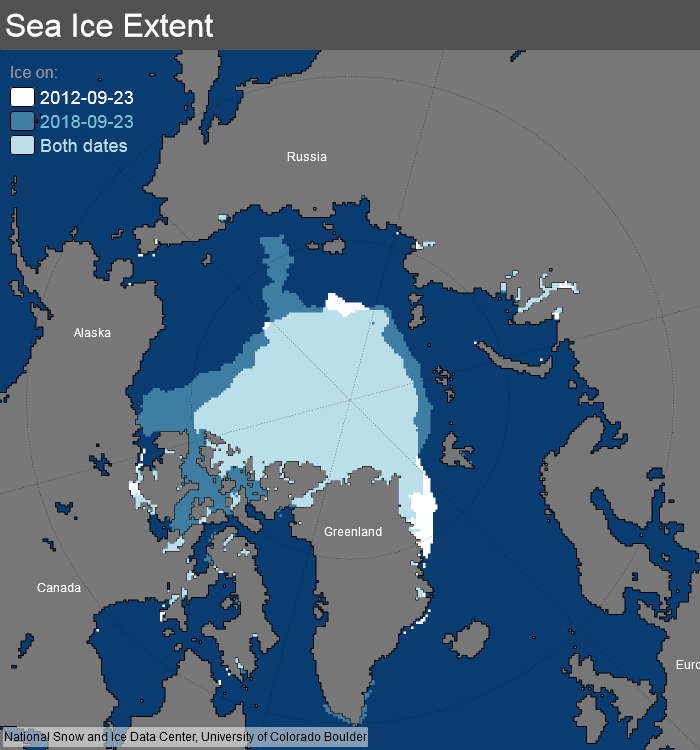 Sea Ice Extent
Ice on:
2012-09-23
2018-09-23
Both dates
Russia
Alaska
Greenland
Canada
Euro
National Snow and Ice Data Center, University of Colorado Boulder